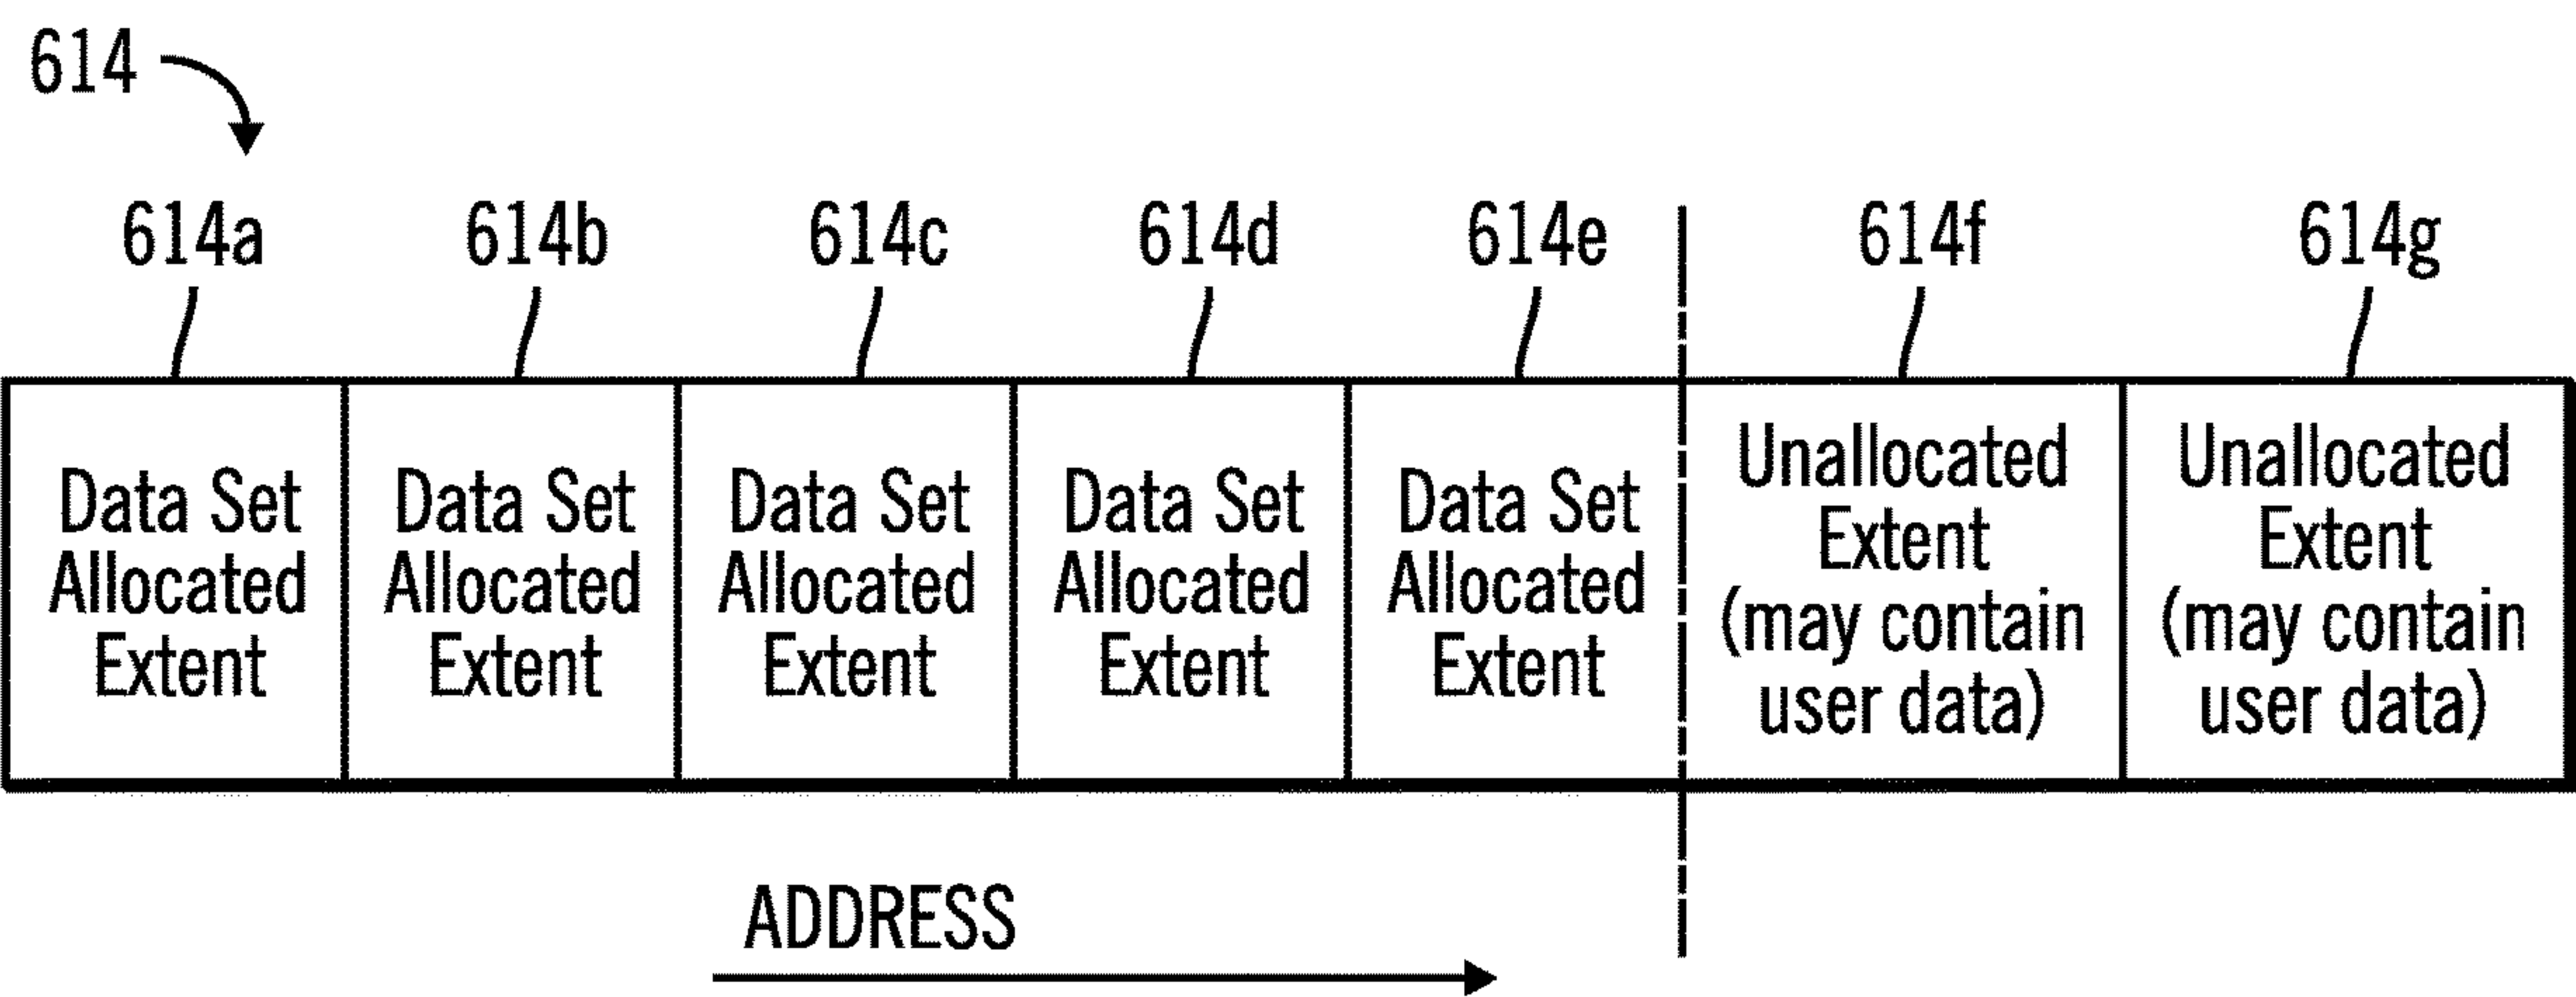 614
614a
614b
614c
614d
614e
614f
614g
Data Set
Allocated
Extent
Data Set
Allocated
Extent
Data Set
Allocated
Extent
Data Set
Allocated
Extent
Data Set
Allocated
Extent
Unallocated
Extent
(may contain
user data)
Unallocated
Extent
(may contain
user data)
ADDRESS